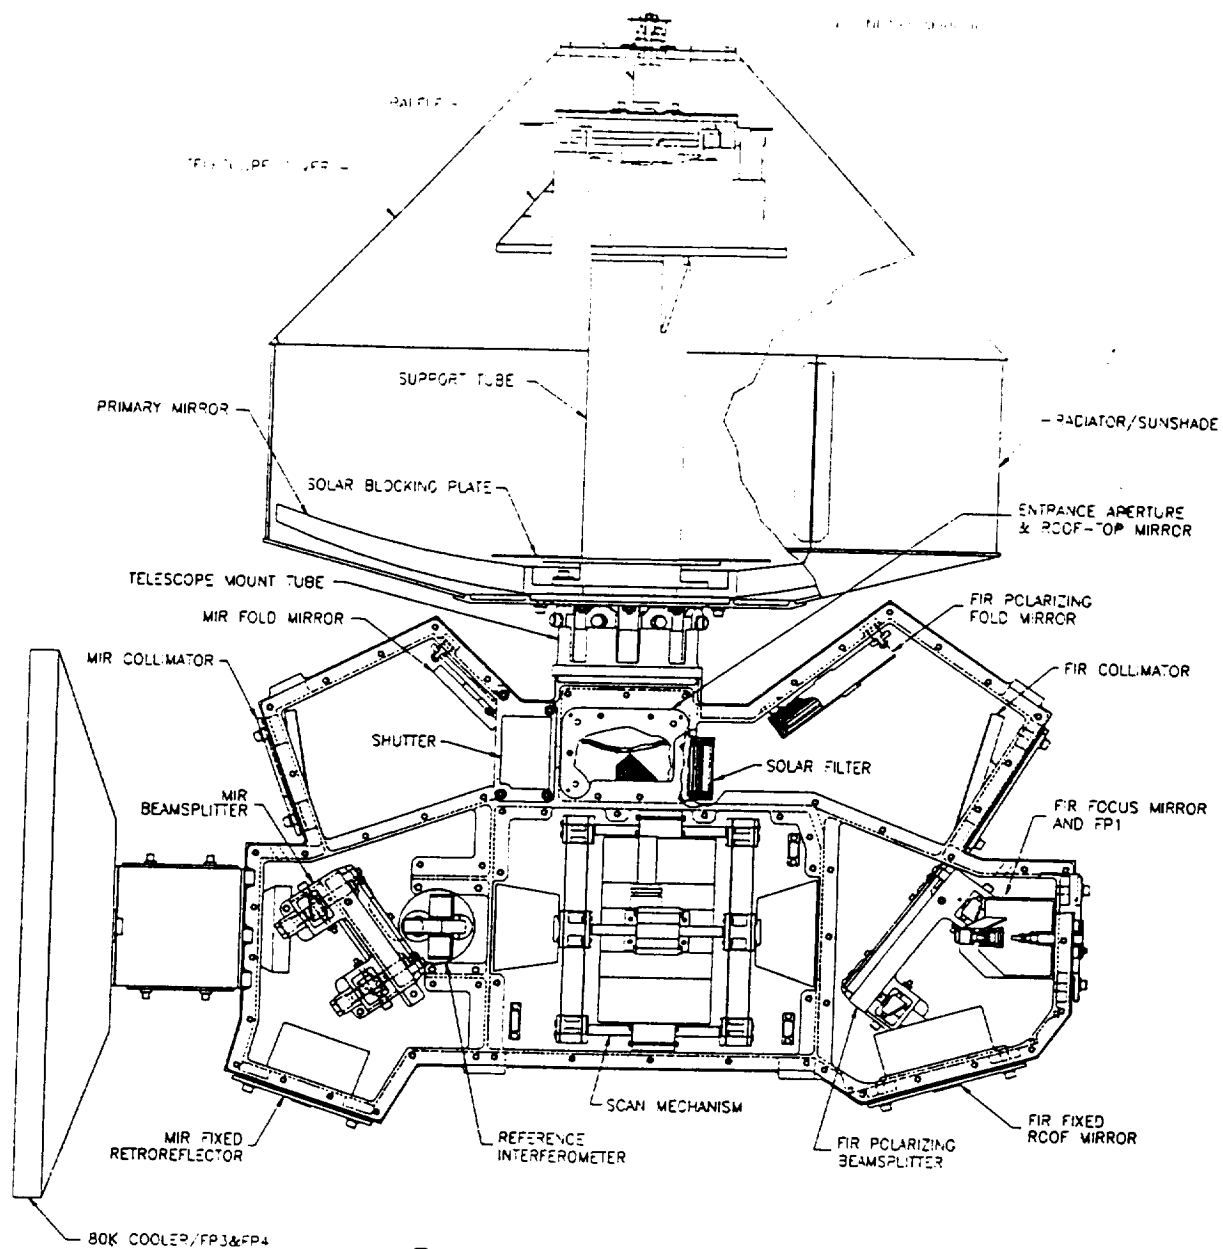 SUPPORT TUBE
PRIMARY MIRROR
RADIATOR/SUNSHADE
SOLAR BLOCKING PLATE
ENTRANCE APERTURE
& ROOF-TOP MIRROR
TELESCOPE MOUNT TUBE
MIR FOLD MIRROR
FIR POLARIZING
FOLD MIRROR
MIR COLLIMATOR
FIR COLLIMATOR
SHUTTER
SOLAR FILTER
MIR
BEAMSPLITTER
FIR FOCUS MIRROR
AND FP1
SCAN MECHANISM
MIR FIXED
RETROREFLECTOR
REFERENCE
INTERFEROMETER
FIR POLARIZING
BEAMSPLITTER
FIR FIXED
ROOF MIRROR
80K COOLER/FP3&FP4